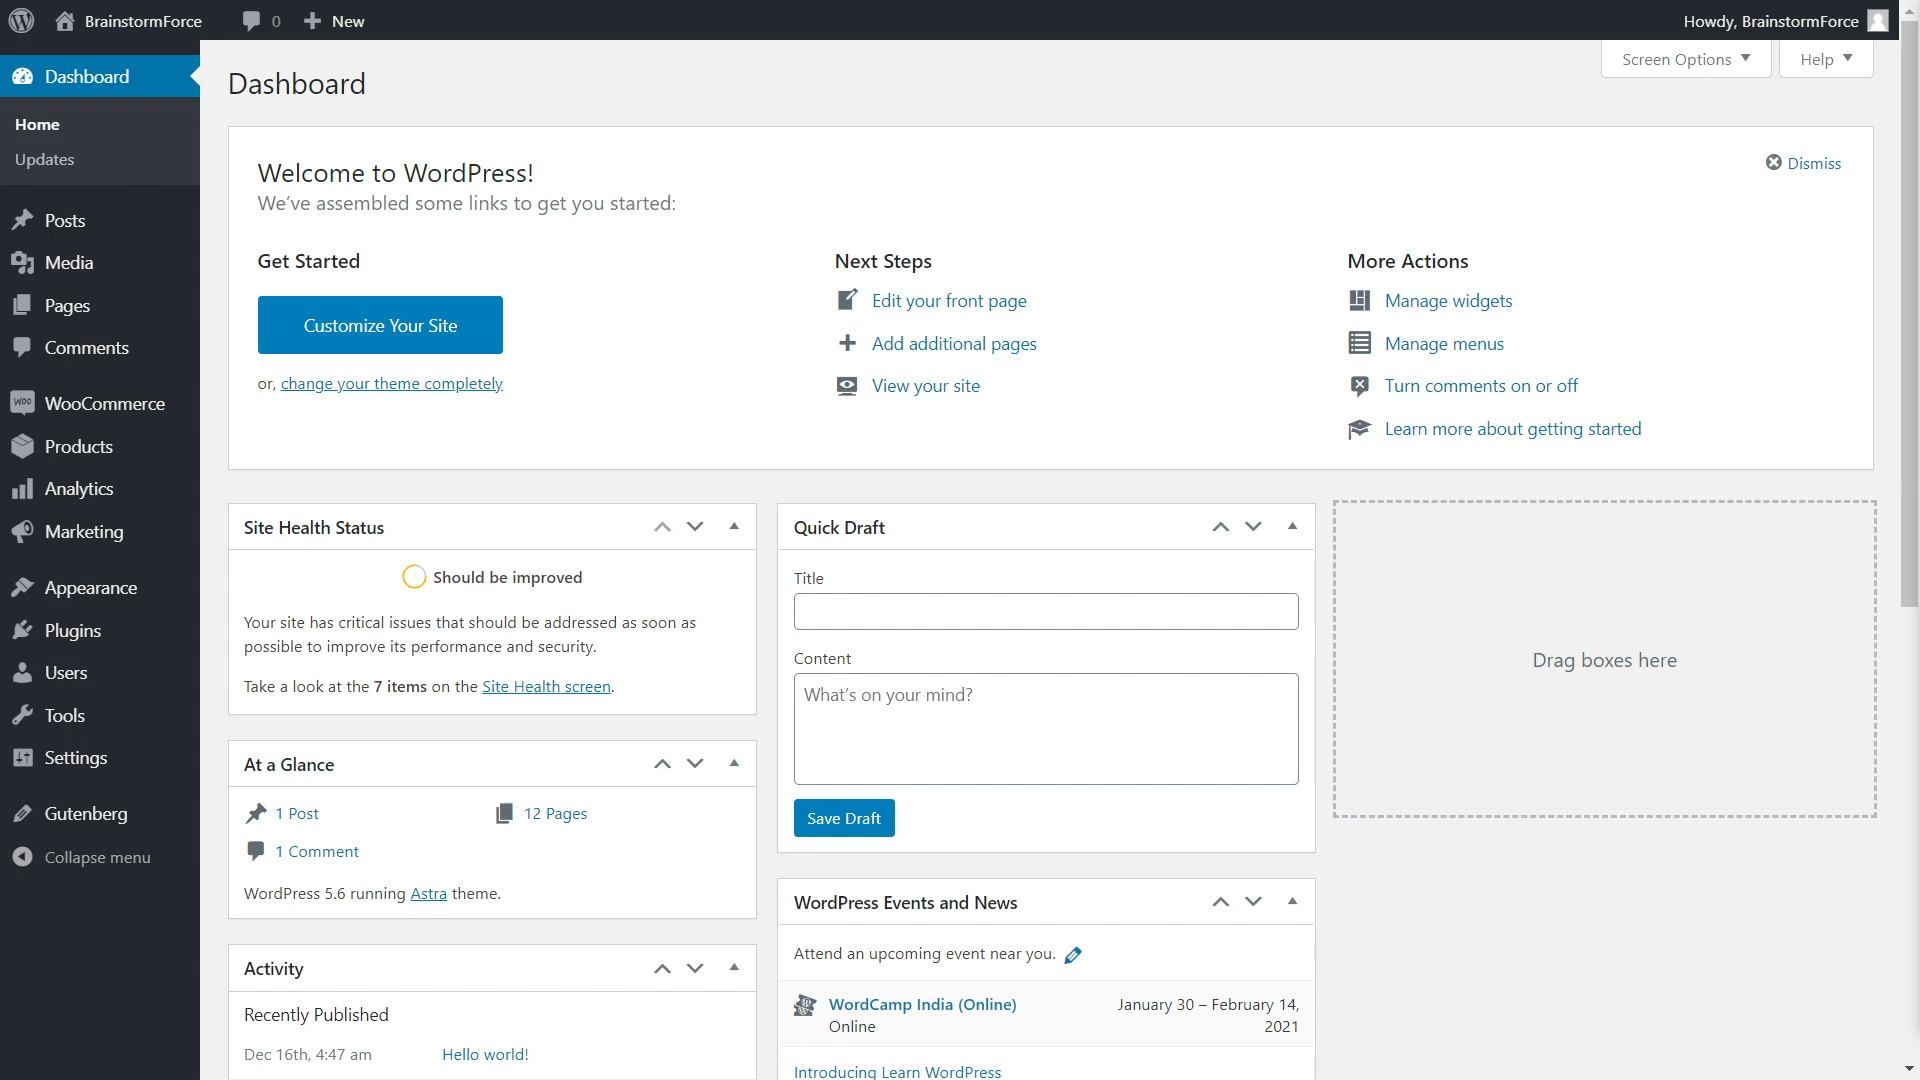 BrainstormForce
0
New
Howdy, BrainstormForce
Dashboard
Home
Updates
Posts
Media
Pages
Comments
WooCommerce
Products
Analytics
Marketing
Appearance
Plugins
Users
Tools
Settings
Gutenberg
Collapse menu
Screen Options
Help
Dashboard
Welcome to WordPress!
We've assembled some links to get you started:
Dismiss
Get Started
Customize Your Site
or, change your theme completely
Next Steps
Edit your front page
Add additional pages
View your site
More Actions
Manage widgets
Manage menus
Turn comments on or off
Learn more about getting started
Site Health Status
Should be improved
Your site has critical issues that should be addressed as soon as
possible to improve its performance and security.
Take a look at the 7 items on the Site Health screen.
At a Glance
1 Post
12 Pages
1 Comment
WordPress 5.6 running Astra theme.
Activity
Recently Published
Dec 16th, 4:47 am
Hello world!
Quick Draft
Title
Content
What's on your mind?
Save Draft
WordPress Events and News
Attend an upcoming event near you.
WordCamp India (Online)
Online
January 30 – February 14,
2021
Introducing Learn WordPress
Drag boxes here